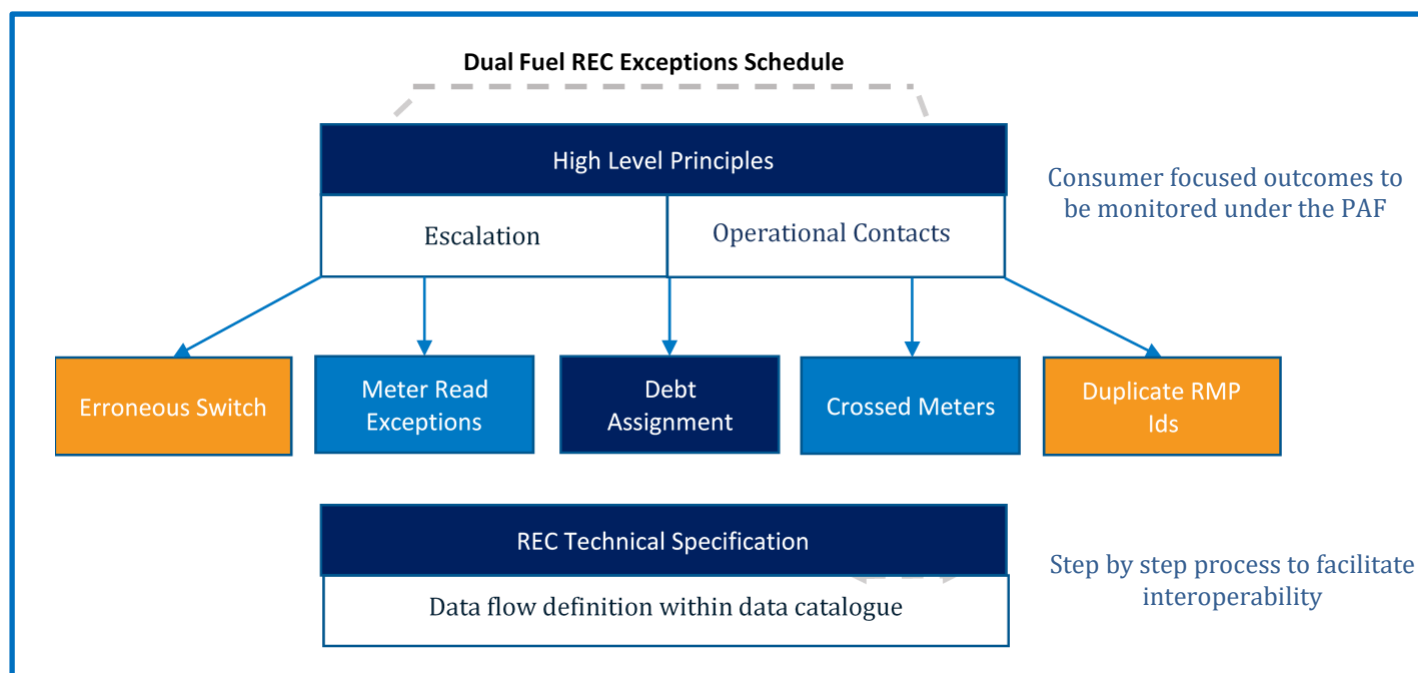 Dual Fuel REC Exceptions Schedule
High Level Principles
Escalation
Operational Contacts
Consumer focused outcomes to
be monitored under the PAF
Erroneous Switch
Meter Read
Exceptions
Debt
Assignment
Crossed Meters
Duplicate RMP
Ids
REC Technical Specification
Data flow definition within data catalogue
Step by step process to facilitate
interoperability